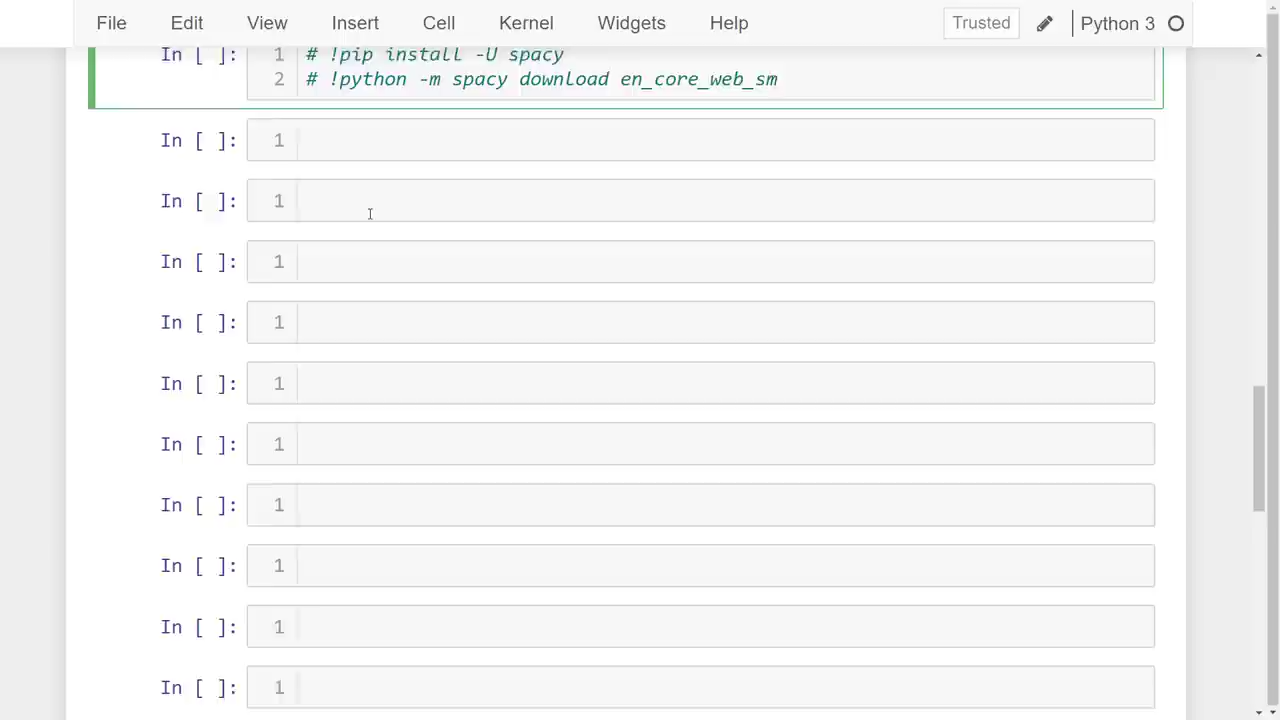 File Edit View Insert Cell Kernel Widgets Help Trusted Python 3
In [ ]: 1 # !pip install -U spacy
2 # !python -m spacy download en_core_web_sm
In [ ]: 1
In [ ]: 1
In [ ]: 1
In [ ]: 1
In [ ]: 1
In [ ]: 1
In [ ]: 1
In [ ]: 1
In [ ]: 1
In [ ]: 1